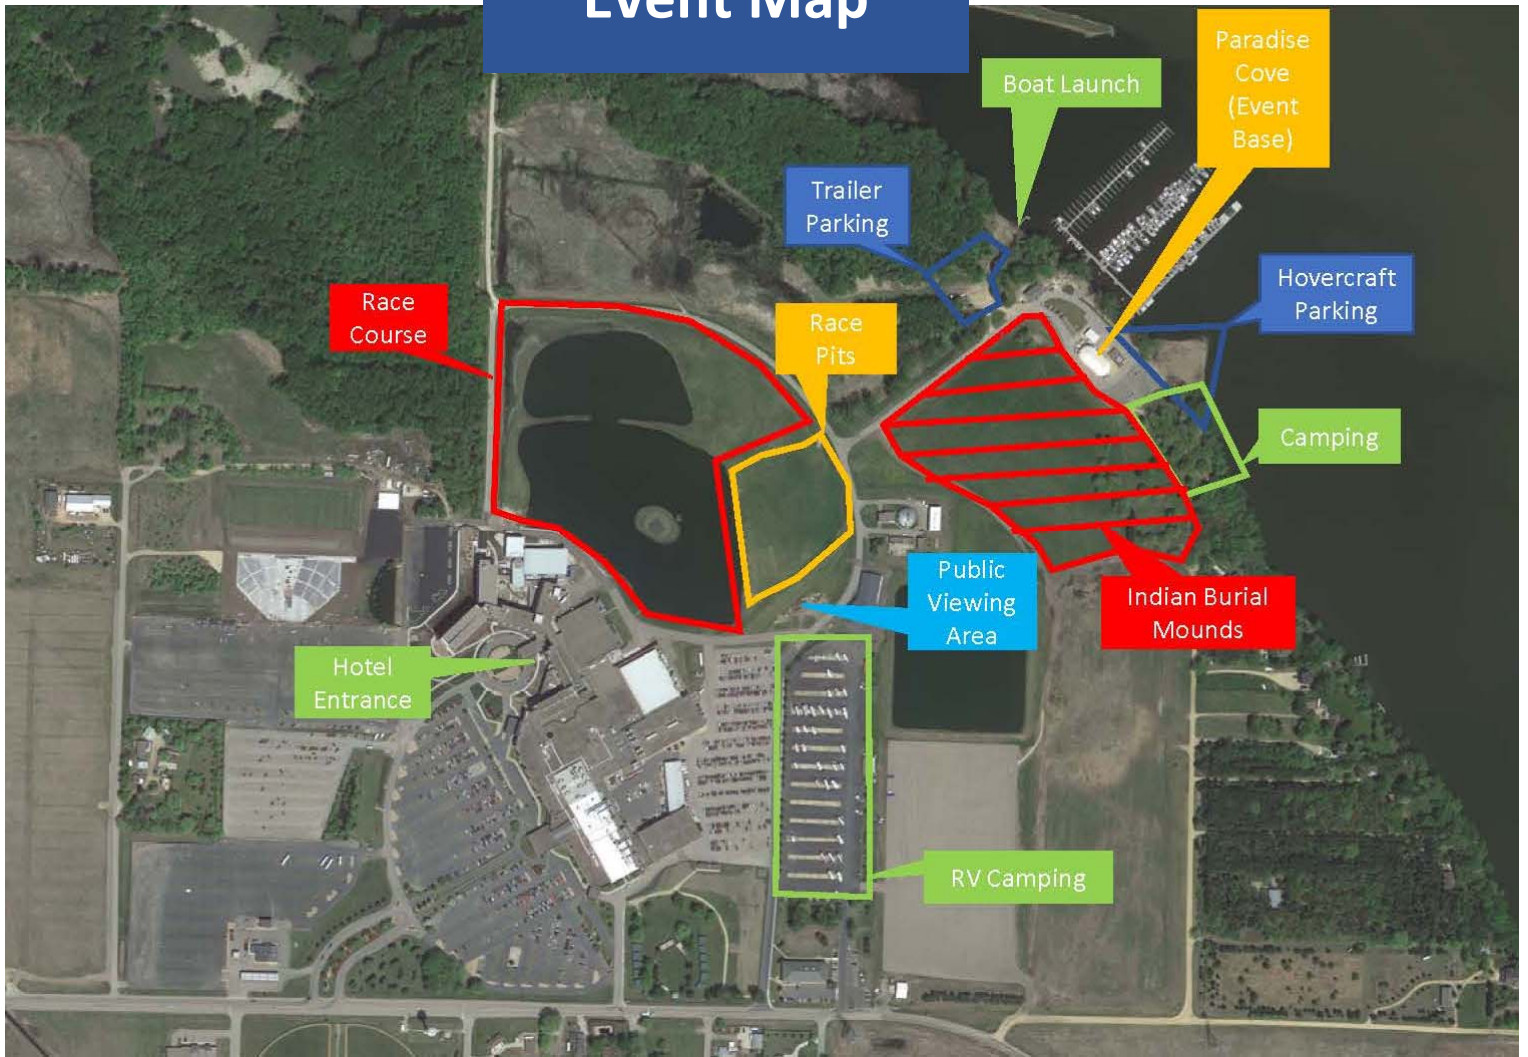 Event Map
Paradise
Cove
(Event
Base)
Boat Launch
Trailer
Parking
Hovercraft
Parking
Race
Course
Race
Pits
Camping
Public
Viewing
Area
Indian Burial
Mounds
Hotel
Entrance
RV Camping